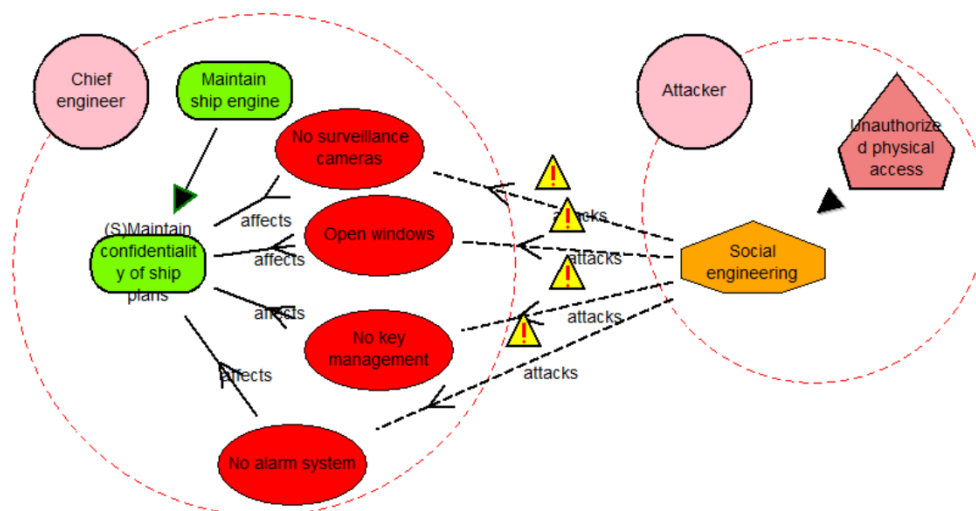 Chief
engineer
Maintain
ship engine
No surveillance
cameras
Attacker
Unauthorize
d physical
access
(S)Maintain
confidentialit
y of ship
plans
affects
Open windows
affects
attacks
attacks
Social
engineering
affects
No key
management
attacks
affects
attacks
No alarm system